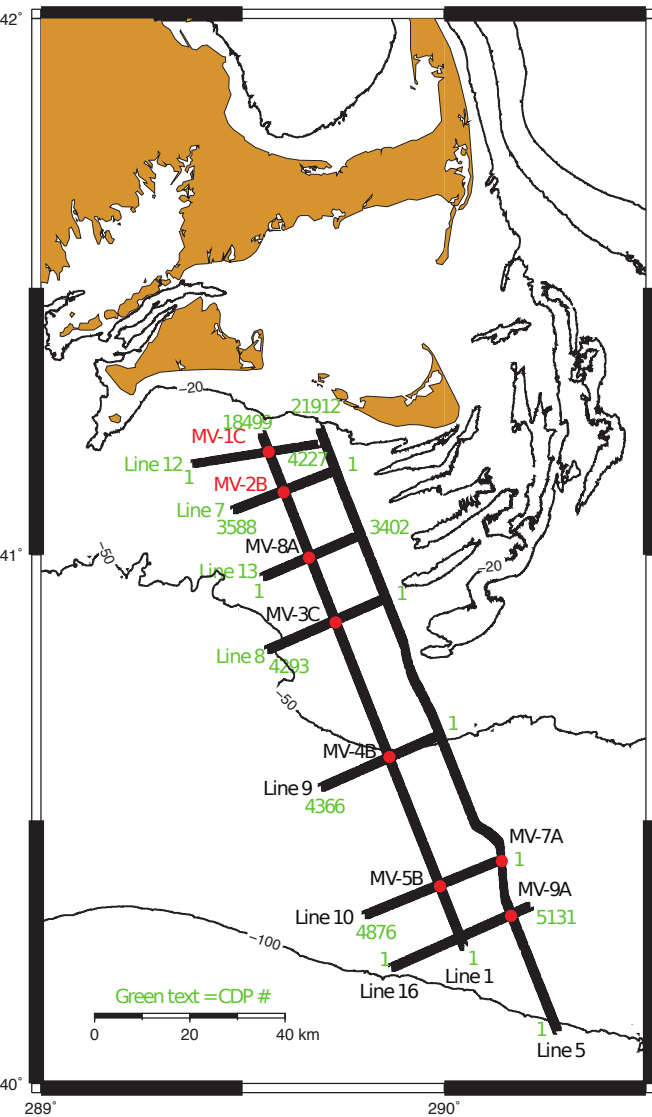 42°
−20
21912
18499
MV-1C
4227
Line 12
1
1
MV-2B
Line 7
3588
3402
41°
−50
MV-8A
Line 13
−20
1
1
MV-3C
Line 8
4293
−50
1
MV-4B
Line 9
4366
MV-7A
1
MV-5B
MV-9A
Line 10
5131
4876
−100
1
1
Line 1
Line 16
Green text = CDP #
0
20
40 km
1
Line 5
40°
289°
290°